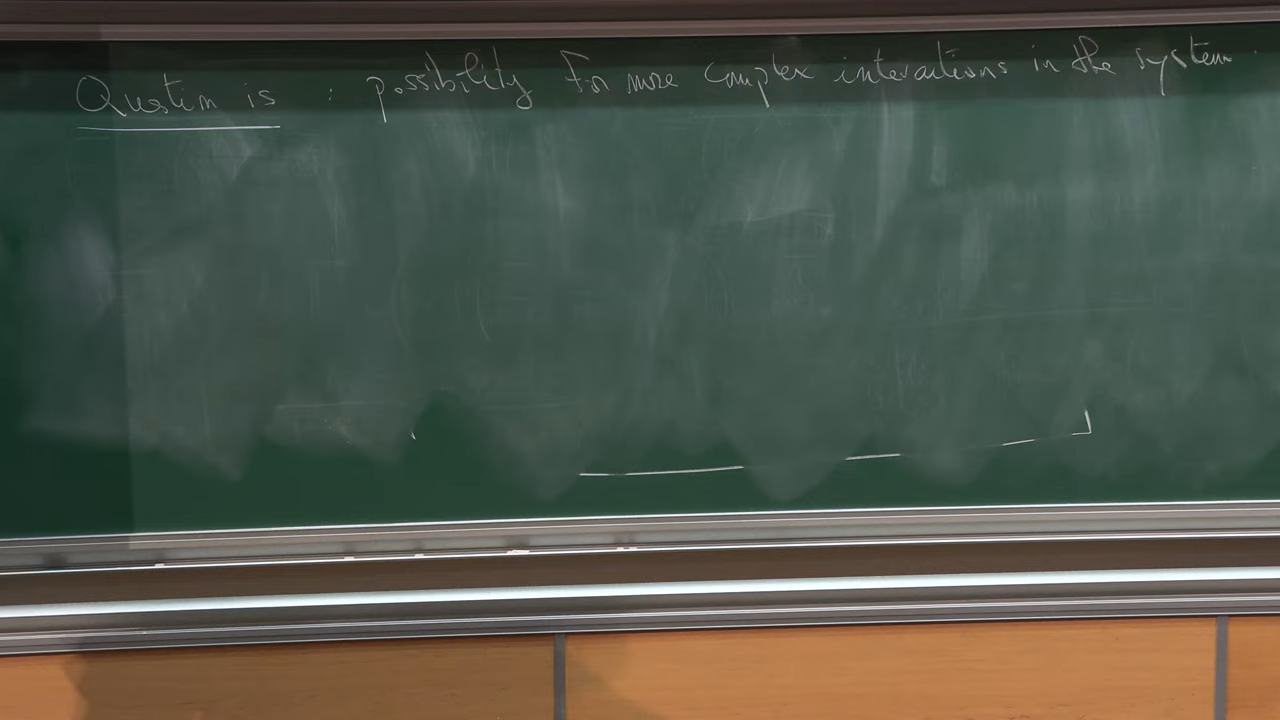 Question is : possibility for more complex interactions in the system.